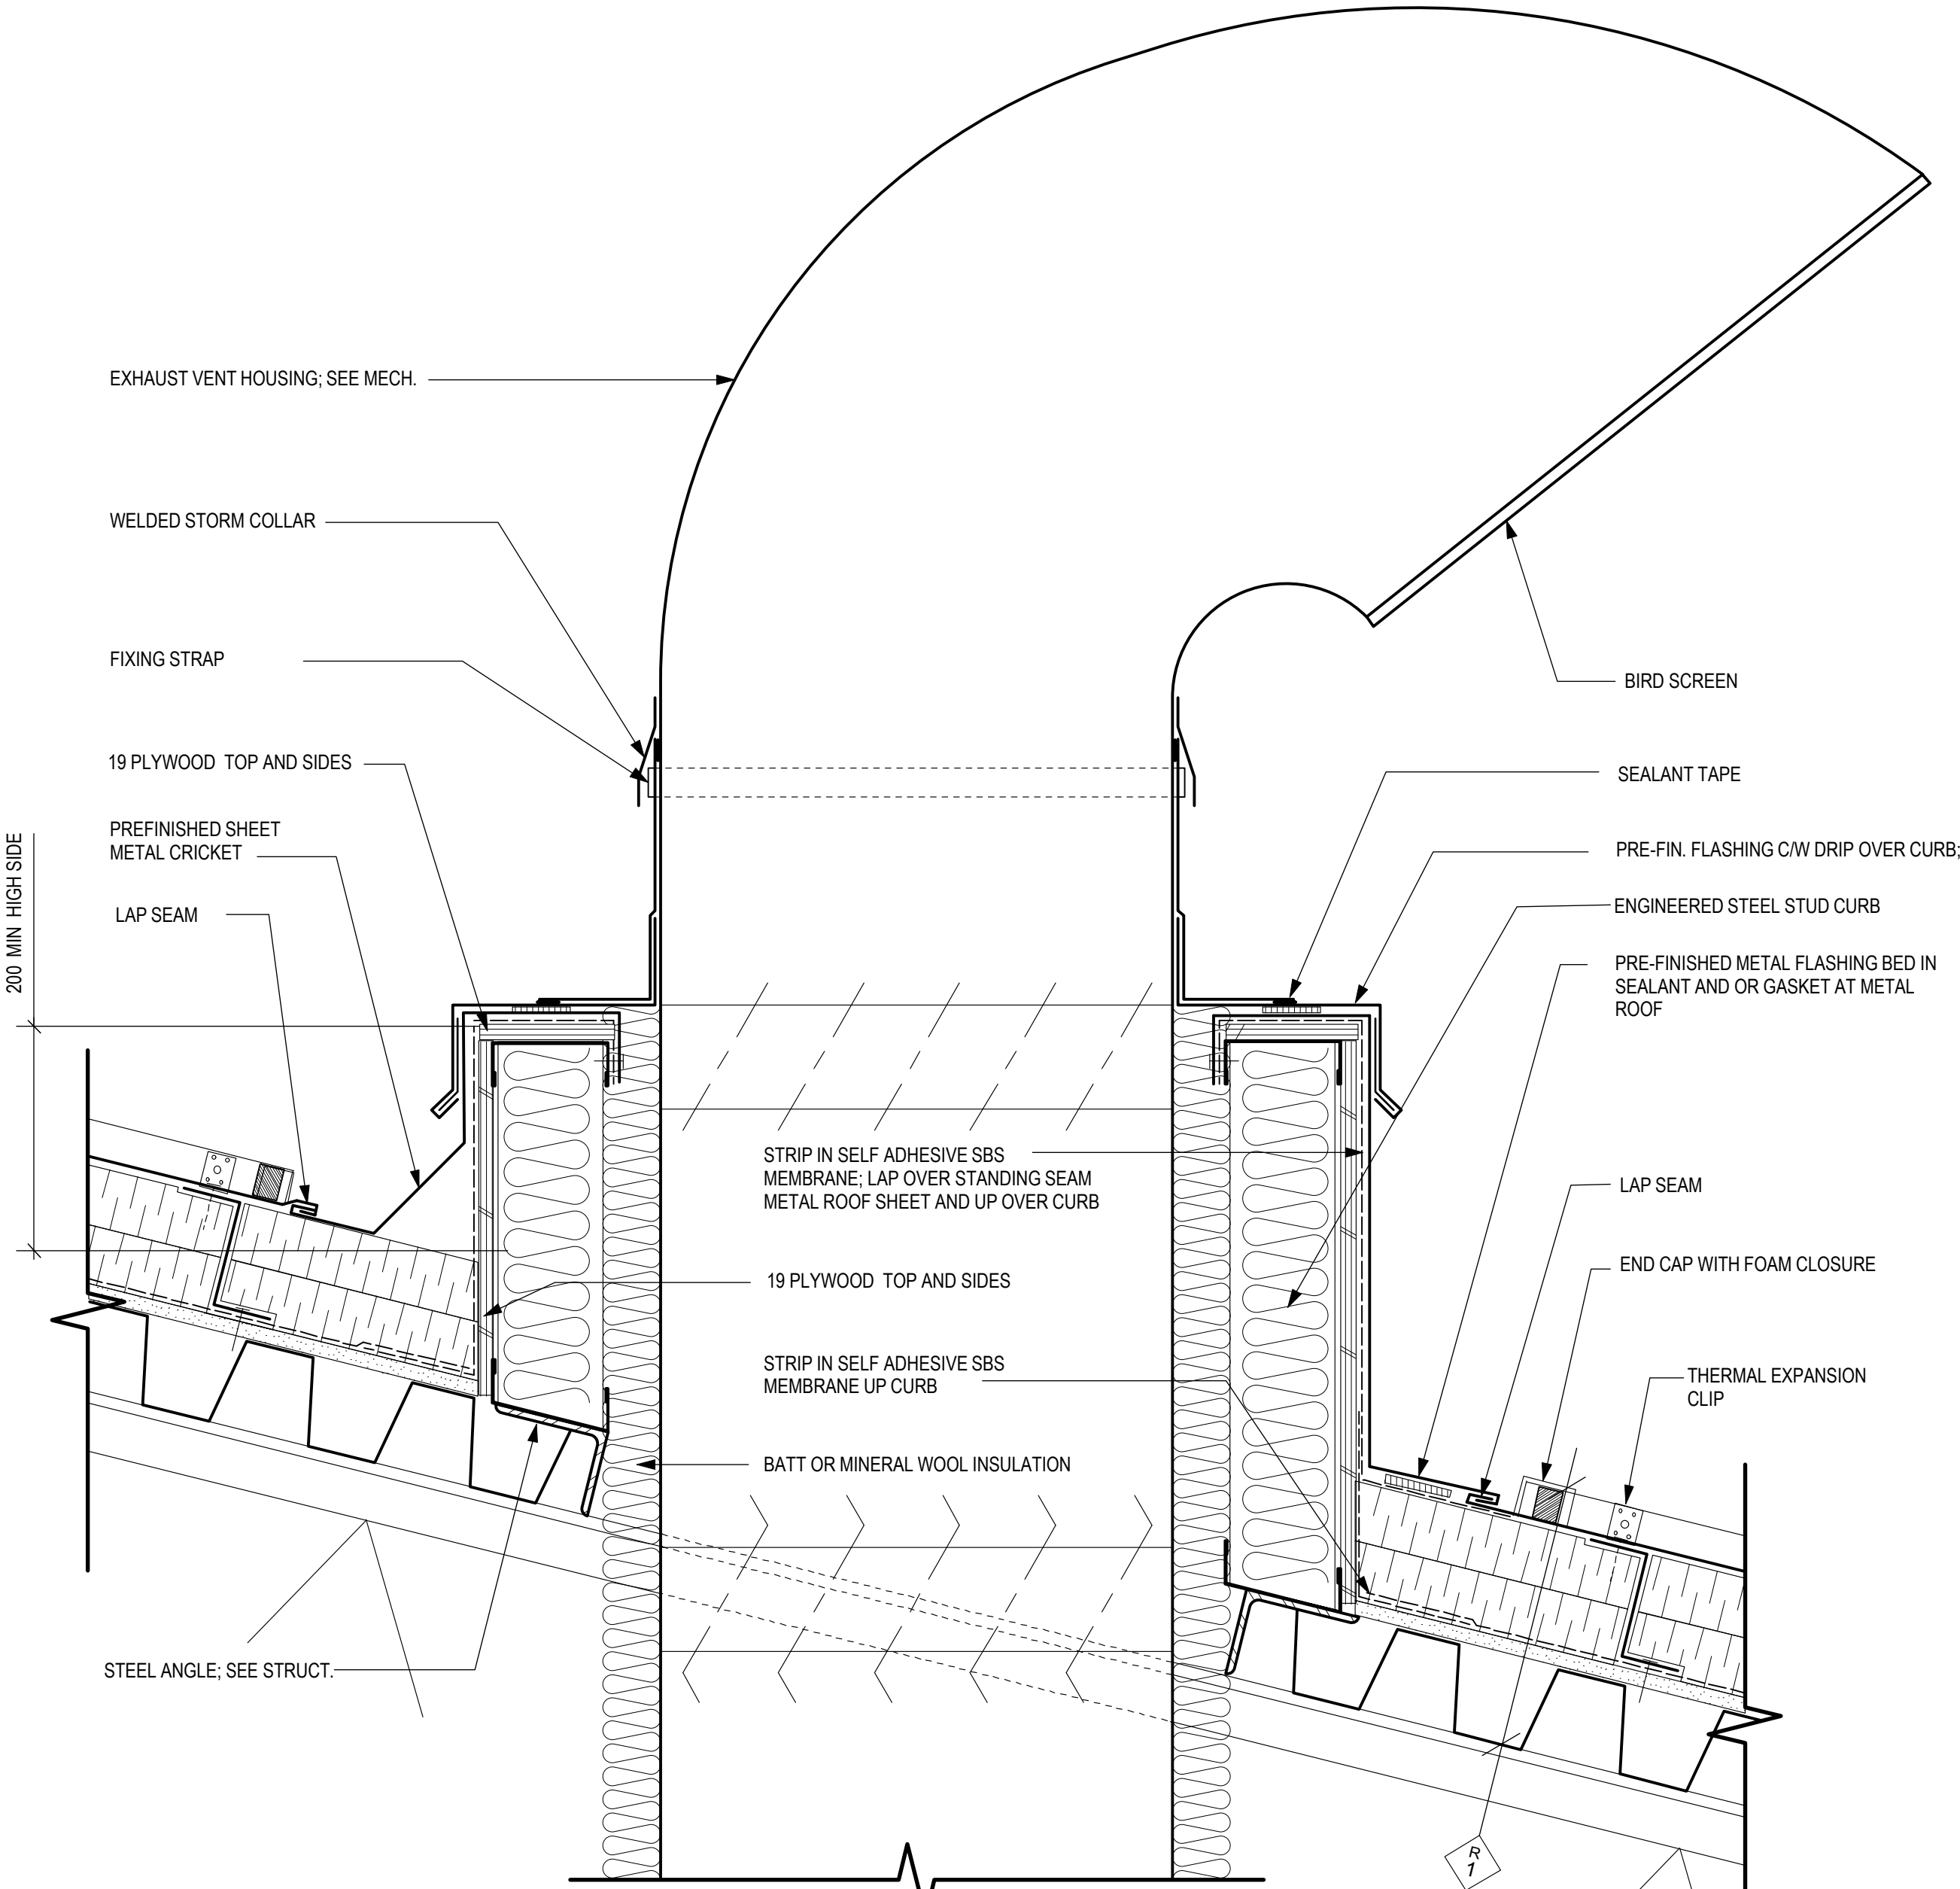 EXHAUST VENT HOUSING; SEE MECH.
WELDED STORM COLLAR
FIXING STRAP
19 PLYWOOD TOP AND SIDES
PREFINISHED SHEET
METAL CRICKET
LAP SEAM
200 MIN HIGH SIDE
BIRD SCREEN
SEALANT TAPE
PRE-FIN. FLASHING C/W DRIP OVER CURB;
ENGINEERED STEEL STUD CURB
PRE-FINISHED METAL FLASHING BED IN
SEALANT AND OR GASKET AT METAL
ROOF
STRIP IN SELF ADHESIVE SBS
MEMBRANE; LAP OVER STANDING SEAM
METAL ROOF SHEET AND UP OVER CURB
LAP SEAM
19 PLYWOOD TOP AND SIDES
END CAP WITH FOAM CLOSURE
STRIP IN SELF ADHESIVE SBS
MEMBRANE UP CURB
THERMAL EXPANSION
CLIP
BATT OR MINERAL WOOL INSULATION
STEEL ANGLE; SEE STRUCT.
R
1